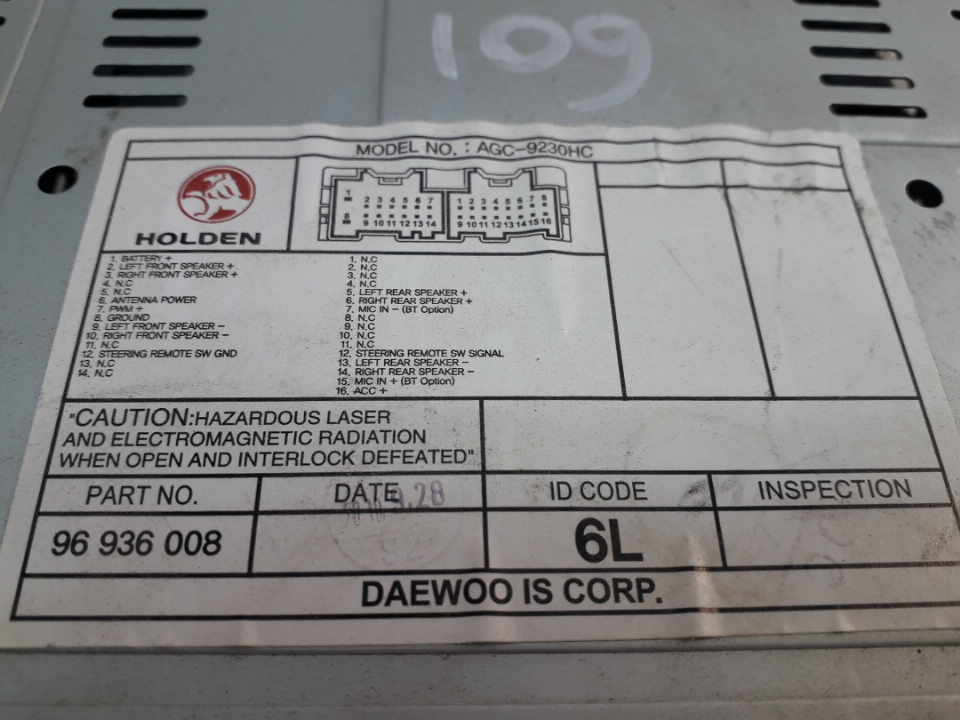 109
MODEL NO. : AGC-9230HC
HOLDEN
1 2 3 4 5 6 7
8 9 10 11 12 13 14
1 2 3 4 5 6 7 8
9 10 11 12 13 14 15 16
1. BATTERY +
2. LEFT FRONT SPEAKER +
3. RIGHT FRONT SPEAKER +
4. N.C
5. N.C
6. ANTENNA POWER
7. PWM +
8. GROUND
9. LEFT FRONT SPEAKER -
10. RIGHT FRONT SPEAKER -
11. N.C
12. STEERING REMOTE SW GND
13. N.C
14. N.C
1. N.C
2. N.C
3. N.C
4. N.C
5. LEFT REAR SPEAKER +
6. RIGHT REAR SPEAKER +
7. MIC IN - (BT Option)
8. N.C
9. N.C
10. N.C
11. N.C
12. STEERING REMOTE SW SIGNAL
13. LEFT REAR SPEAKER -
14. RIGHT REAR SPEAKER -
15. MIC IN + (BT Option)
16. ACC +
"CAUTION:HAZARDOUS LASER
AND ELECTROMAGNETIC RADIATION
WHEN OPEN AND INTERLOCK DEFEATED"
PART NO. DATE ID CODE INSPECTION
9.28
96 936 008 6L
DAEWOO IS CORP.